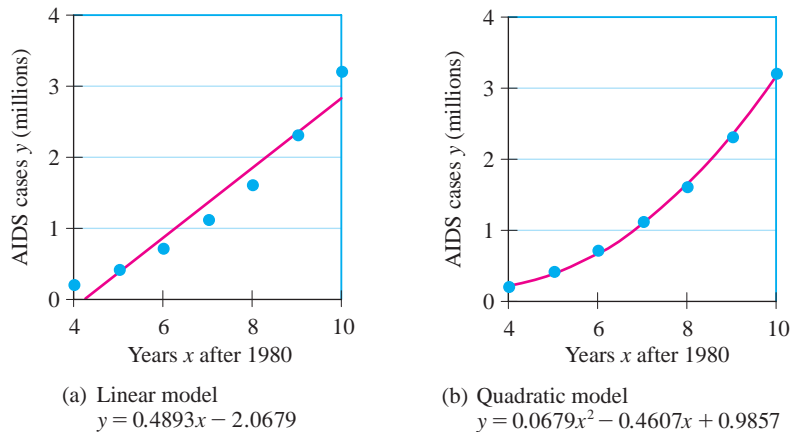 AIDS cases y (millions)
4
3
2
1
0
4 6 8 10
Years x after 1980
(a) Linear model
y = 0.4893x − 2.0679
AIDS cases y (millions)
4
3
2
1
0
4 6 8 10
Years x after 1980
(b) Quadratic model
y = 0.0679x² − 0.4607x + 0.9857